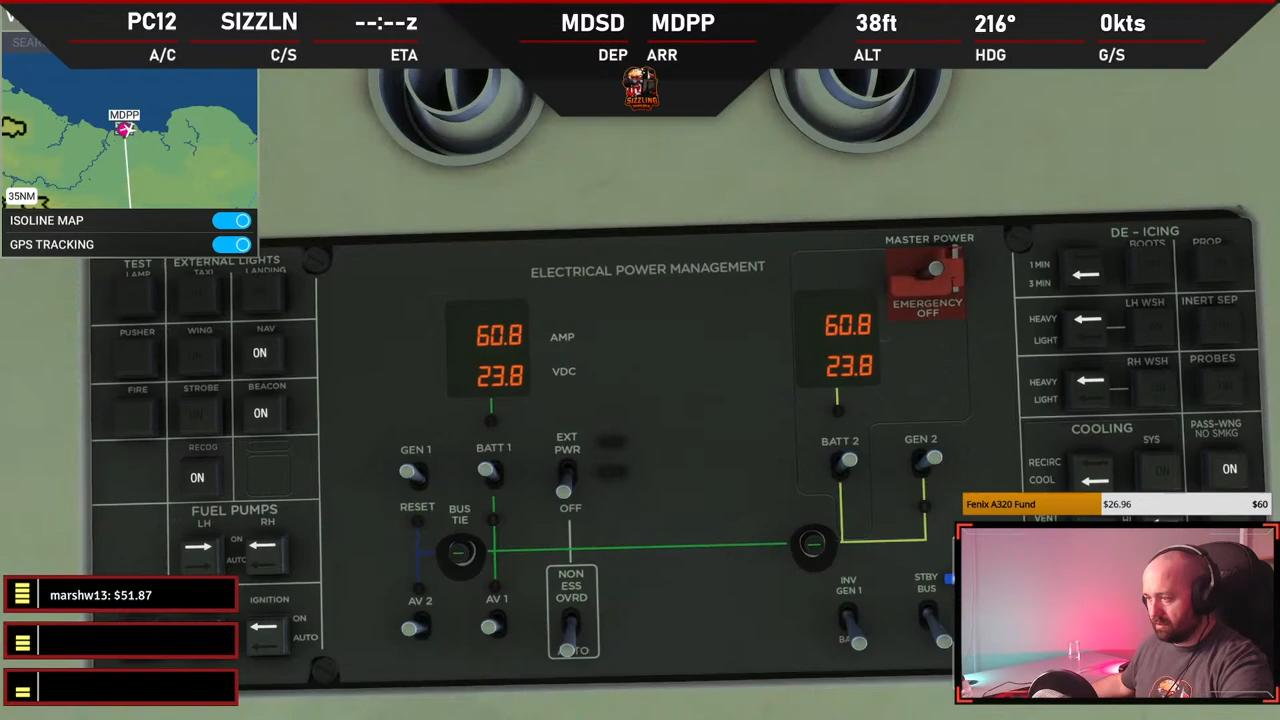 PC12
SIZZLN
--:--z
MDSD
MDPP
38ft
216°
0kts
A/C
C/S
ETA
DEP
ARR
ALT
HDG
G/S
SIZZLING
SEAR
MDPP
35NM
ISOLINE MAP
GPS TRACKING
TEST
LAMP
EXTERNAL LIGHTS
TAXI
LANDING
PUSHER
WING
NAV
ON
FIRE
STROBE
BEACON
ON
RECOG
ON
FUEL PUMPS
LH
RH
ON
AUTO
IGNITION
ON
AUTO
ELECTRICAL POWER MANAGEMENT
60.8
AMP
23.8
VDC
60.8
23.8
MASTER POWER
EMERGENCY
OFF
GEN 1
BATT 1
EXT
PWR
OFF
BATT 2
GEN 2
RESET
BUS
TIE
AV 2
AV 1
NON
ESS
OVRD
AUTO
INV
GEN 1
STBY
BUS
DE - ICING
BOOTS
PROP
1 MIN
3 MIN
LH WSH
INERT SEP
HEAVY
LIGHT
RH WSH
PROBES
HEAVY
LIGHT
COOLING
SYS
PASS-WNG
NO SMKG
RECIRC
COOL
ON
VENT
Fenix A320 Fund
$26.96
$60
marshw13: $51.87